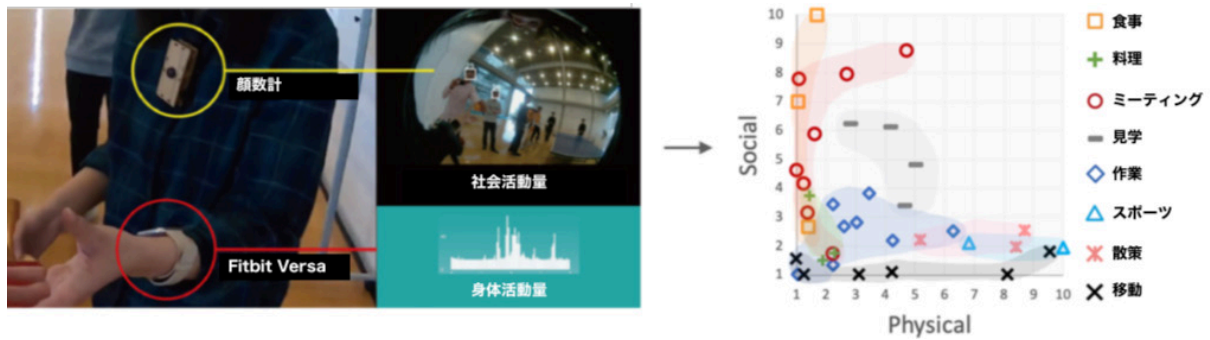 顔数計
Fitbit Versa
社会活動量
身体活動量
Social
10
9
8
7
6
5
4
3
2
1
1 2 3 4 5 6 7 8 9 10
Physical
食事
料理
ミーティング
見学
作業
スポーツ
散策
移動